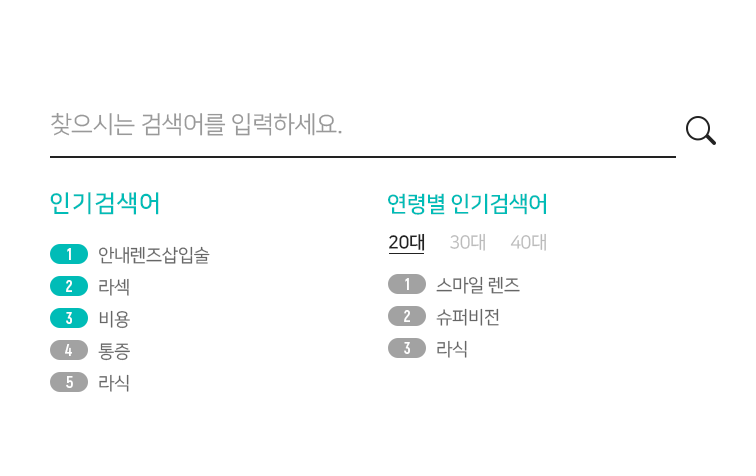 찾으시는 검색어를 입력하세요.
인기검색어
1 안내렌즈삽입술
2 라섹
3 비용
4 통증
5 라식
연령별 인기검색어
20대 30대 40대
1 스마일 렌즈
2 슈퍼비전
3 라식